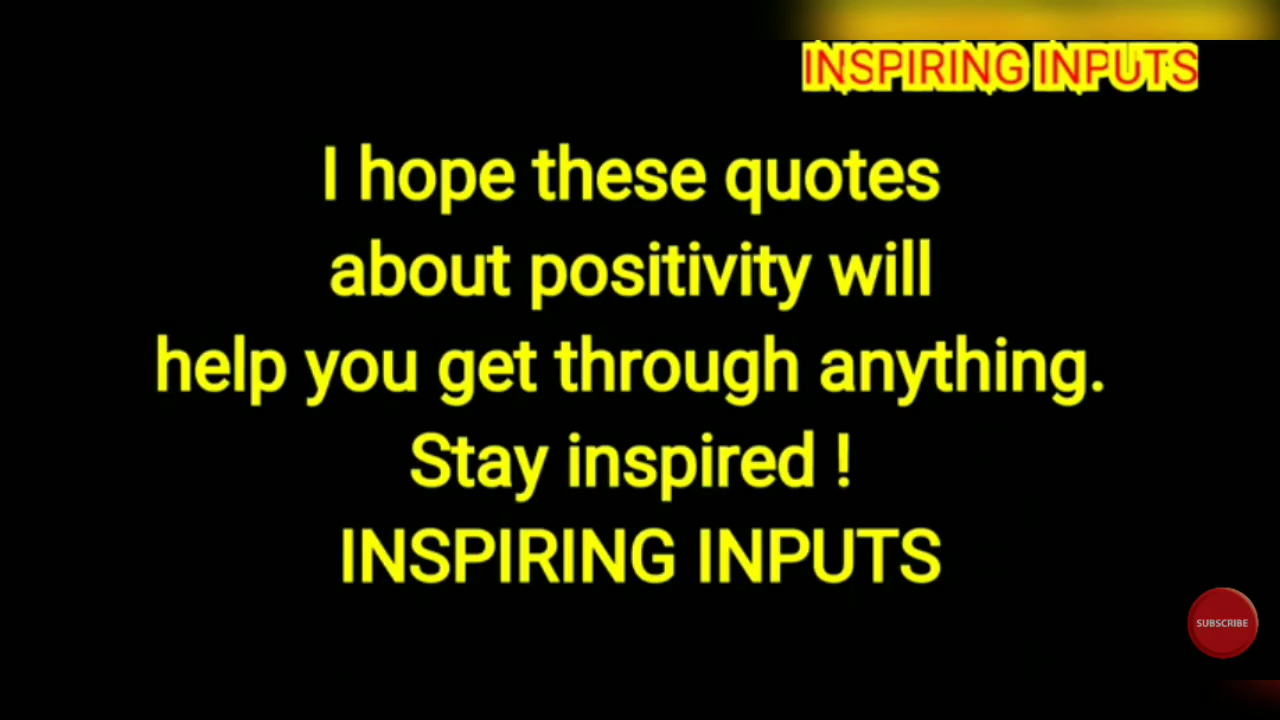 INSPIRING INPUTS
I hope these quotes
about positivity will
help you get through anything.
Stay inspired !
INSPIRING INPUTS
SUBSCRIBE